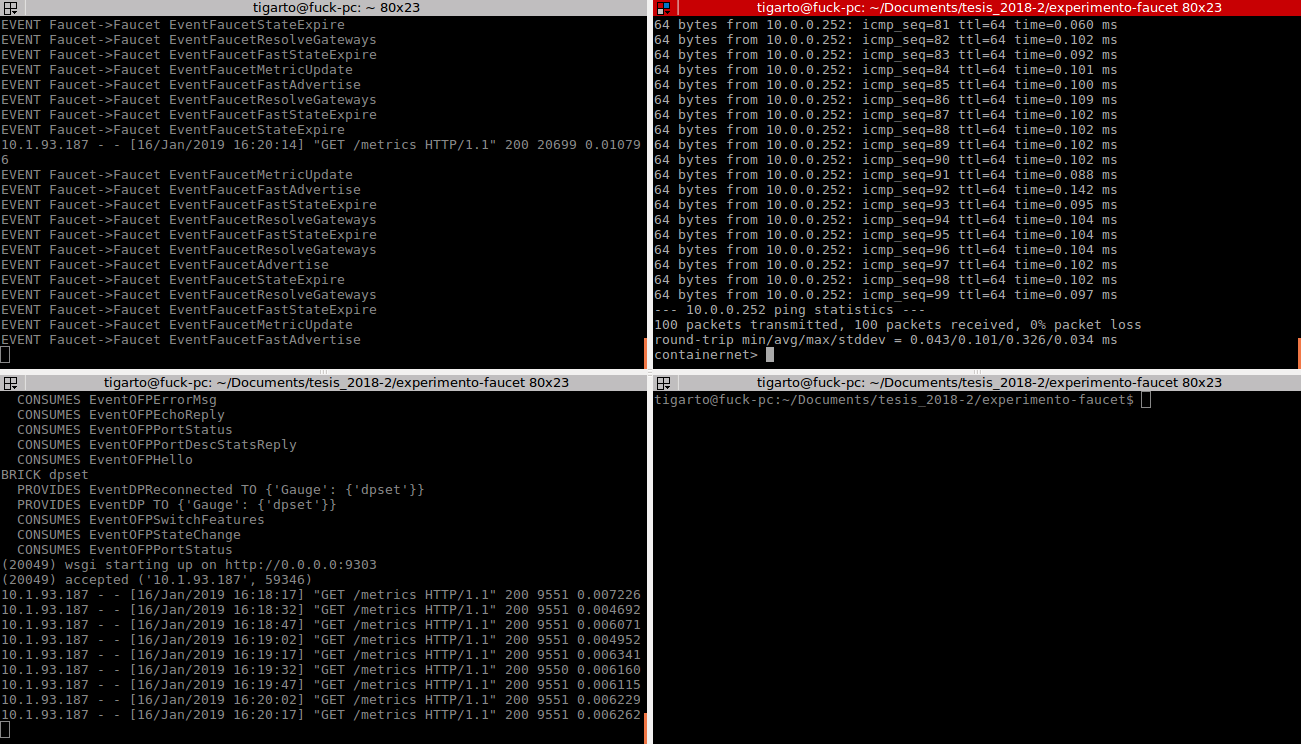 tigarto@fuck-pc: ~ 80x23
EVENT Faucet->Faucet EventFaucetStateExpire
EVENT Faucet->Faucet EventFaucetResolveGateways
EVENT Faucet->Faucet EventFaucetFastStateExpire
EVENT Faucet->Faucet EventFaucetMetricUpdate
EVENT Faucet->Faucet EventFaucetFastAdvertise
EVENT Faucet->Faucet EventFaucetResolveGateways
EVENT Faucet->Faucet EventFaucetFastStateExpire
EVENT Faucet->Faucet EventFaucetStateExpire
10.1.93.187 - - [16/Jan/2019 16:20:14] "GET /metrics HTTP/1.1" 200 20699 0.01079
6
EVENT Faucet->Faucet EventFaucetMetricUpdate
EVENT Faucet->Faucet EventFaucetFastAdvertise
EVENT Faucet->Faucet EventFaucetFastStateExpire
EVENT Faucet->Faucet EventFaucetResolveGateways
EVENT Faucet->Faucet EventFaucetFastStateExpire
EVENT Faucet->Faucet EventFaucetResolveGateways
EVENT Faucet->Faucet EventFaucetAdvertise
EVENT Faucet->Faucet EventFaucetStateExpire
EVENT Faucet->Faucet EventFaucetResolveGateways
EVENT Faucet->Faucet EventFaucetFastStateExpire
EVENT Faucet->Faucet EventFaucetMetricUpdate
EVENT Faucet->Faucet EventFaucetFastAdvertise
tigarto@fuck-pc: ~/Documents/tesis_2018-2/experimento-faucet 80x23
64 bytes from 10.0.0.252: icmp_seq=81 ttl=64 time=0.060 ms
64 bytes from 10.0.0.252: icmp_seq=82 ttl=64 time=0.102 ms
64 bytes from 10.0.0.252: icmp_seq=83 ttl=64 time=0.092 ms
64 bytes from 10.0.0.252: icmp_seq=84 ttl=64 time=0.101 ms
64 bytes from 10.0.0.252: icmp_seq=85 ttl=64 time=0.100 ms
64 bytes from 10.0.0.252: icmp_seq=86 ttl=64 time=0.109 ms
64 bytes from 10.0.0.252: icmp_seq=87 ttl=64 time=0.102 ms
64 bytes from 10.0.0.252: icmp_seq=88 ttl=64 time=0.102 ms
64 bytes from 10.0.0.252: icmp_seq=89 ttl=64 time=0.102 ms
64 bytes from 10.0.0.252: icmp_seq=90 ttl=64 time=0.102 ms
64 bytes from 10.0.0.252: icmp_seq=91 ttl=64 time=0.088 ms
64 bytes from 10.0.0.252: icmp_seq=92 ttl=64 time=0.142 ms
64 bytes from 10.0.0.252: icmp_seq=93 ttl=64 time=0.095 ms
64 bytes from 10.0.0.252: icmp_seq=94 ttl=64 time=0.104 ms
64 bytes from 10.0.0.252: icmp_seq=95 ttl=64 time=0.104 ms
64 bytes from 10.0.0.252: icmp_seq=96 ttl=64 time=0.104 ms
64 bytes from 10.0.0.252: icmp_seq=97 ttl=64 time=0.102 ms
64 bytes from 10.0.0.252: icmp_seq=98 ttl=64 time=0.102 ms
64 bytes from 10.0.0.252: icmp_seq=99 ttl=64 time=0.097 ms
--- 10.0.0.252 ping statistics ---
100 packets transmitted, 100 packets received, 0% packet loss
round-trip min/avg/max/stddev = 0.043/0.101/0.326/0.034 ms
containernet>
tigarto@fuck-pc: ~/Documents/tesis_2018-2/experimento-faucet 80x23
CONSUMES EventOFPErrorMsg
CONSUMES EventOFPEchoReply
CONSUMES EventOFPPortStatus
CONSUMES EventOFPPortDescStatsReply
CONSUMES EventOFPHello
BRICK dpset
PROVIDES EventDPReconnected TO {'Gauge': {'dpset'}}
PROVIDES EventDP TO {'Gauge': {'dpset'}}
CONSUMES EventOFPSwitchFeatures
CONSUMES EventOFPStateChange
CONSUMES EventOFPPortStatus
(20049) wsgi starting up on http://0.0.0.0:9303
(20049) accepted ('10.1.93.187', 59346)
10.1.93.187 - - [16/Jan/2019 16:18:17] "GET /metrics HTTP/1.1" 200 9551 0.007226
10.1.93.187 - - [16/Jan/2019 16:18:32] "GET /metrics HTTP/1.1" 200 9551 0.004692
10.1.93.187 - - [16/Jan/2019 16:18:47] "GET /metrics HTTP/1.1" 200 9551 0.006071
10.1.93.187 - - [16/Jan/2019 16:19:02] "GET /metrics HTTP/1.1" 200 9551 0.004952
10.1.93.187 - - [16/Jan/2019 16:19:17] "GET /metrics HTTP/1.1" 200 9551 0.006341
10.1.93.187 - - [16/Jan/2019 16:19:32] "GET /metrics HTTP/1.1" 200 9550 0.006160
10.1.93.187 - - [16/Jan/2019 16:19:47] "GET /metrics HTTP/1.1" 200 9551 0.006115
10.1.93.187 - - [16/Jan/2019 16:20:02] "GET /metrics HTTP/1.1" 200 9551 0.006229
10.1.93.187 - - [16/Jan/2019 16:20:17] "GET /metrics HTTP/1.1" 200 9551 0.006262
tigarto@fuck-pc: ~/Documents/tesis_2018-2/experimento-faucet 80x23
tigarto@fuck-pc:~/Documents/tesis_2018-2/experimento-faucet$